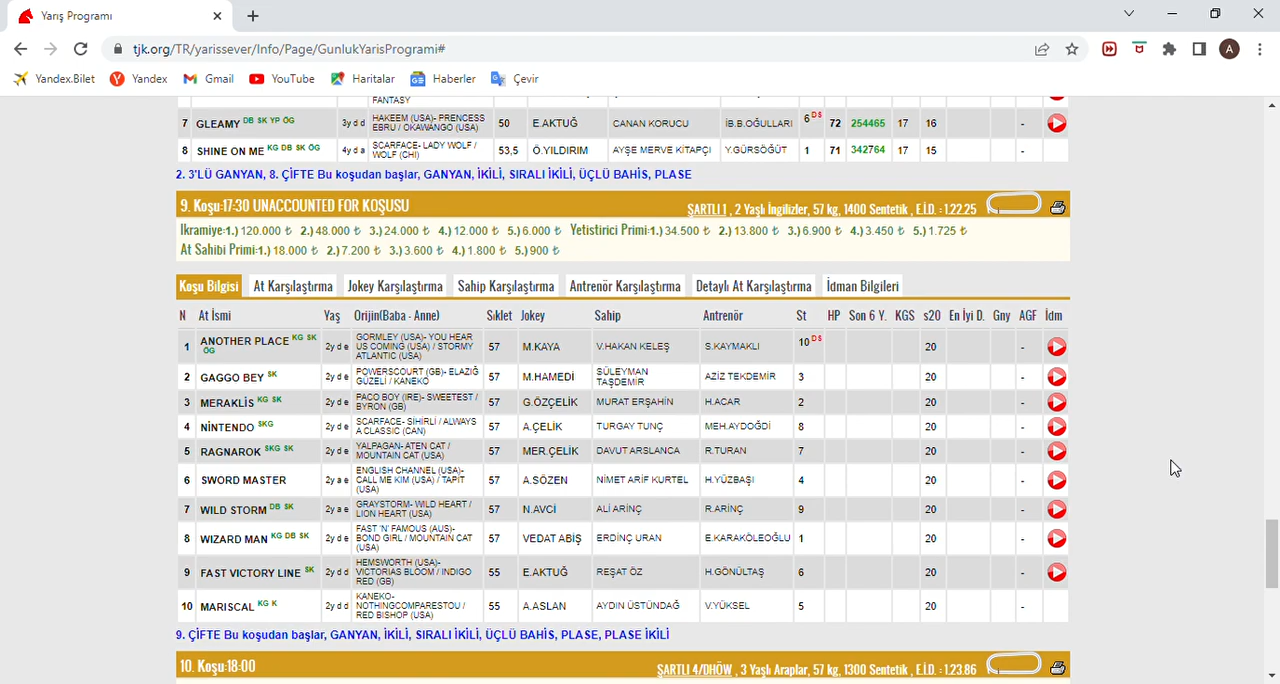 Yarış Programı
tjk.org/TR/yarissever/Info/Page/GunlukYarisProgrami#
A
Yandex.Bilet Yandex Gmail YouTube Haritalar Haberler Çevir
FANTASY
7 GLEAMY DB SK YP ÖG 3y d d HAKEEM (USA)- PRENCESS EBRU / OKAWANGO (USA) 50 E.AKTUĞ CANAN KORUCU İB.B.OĞULLARI 6 DS 72 254465 17 16 -
8 SHINE ON ME KG DB SK ÖG 4y d a SCARFACE- LADY WOLF / WOLF (CHI) 53,5 Ö.YILDIRIM AYŞE MERVE KİTAPÇI Y.GÜRSÖĞÜT 1 71 342764 17 15 -
2. 3'LÜ GANYAN, 8. ÇİFTE Bu koşudan başlar, GANYAN, İKİLİ, SIRALI İKİLİ, ÜÇLÜ BAHİS, PLASE
9. Koşu:17-30 UNACCOUNTED FOR KOŞUSU ŞARTLI 1 , 2 Yaşlı İngilizler, 57 kg, 1400 Sentetik , E.İ.D. : 1.22.25
Ikramiye:1.) 120.000 ₺ 2.) 48.000 ₺ 3.) 24.000 ₺ 4.) 12.000 ₺ 5.) 6.000 ₺ Yetistirici Primi:1.) 34.500 ₺ 2.) 13.800 ₺ 3.) 6.900 ₺ 4.) 3.450 ₺ 5.) 1.725 ₺
At Sahibi Primi:1.) 18.000 ₺ 2.) 7.200 ₺ 3.) 3.600 ₺ 4.) 1.800 ₺ 5.) 900 ₺
Koşu Bilgisi At Karşılaştırma Jokey Karşılaştırma Sahip Karşılaştırma Antrenör Karşılaştırma Detaylı At Karşılaştırma İdman Bilgileri
N At İsmi Yaş Orijin(Baba - Anne) Sıklet Jokey Sahip Antrenör St HP Son 6 Y. KGS s20 En İyi D. Gny AGF İdm
1 ANOTHER PLACE KG SK ÖG 2y d e GORMLEY (USA)- YOU HEAR US COMING (USA) / STORMY ATLANTIC (USA) 57 M.KAYA V.HAKAN KELEŞ S.KAYMAKLI 10 DS 20 -
2 GAGGO BEY SK 2y d e POWERSCOURT (GB)- ELAZIĞ GÜZELİ / KANEKO 57 M.HAMEDİ SÜLEYMAN TAŞDEMİR AZİZ TEKDEMİR 3 20 -
3 MERAKLİS KG SK 2y d e PACO BOY (IRE)- SWEETEST / BYRON (GB) 57 G.ÖZÇELİK MURAT ERŞAHİN H.ACAR 2 20 -
4 NİNTENDO SKG 2y d e SCARFACE- SİHİRLİ / ALWAYS A CLASSIC (CAN) 57 A.ÇELİK TURGAY TUNÇ MEH.AYDOĞDİ 8 20 -
5 RAGNAROK SKG SK 2y d e YALPAGAN- ATEN CAT / MOUNTAIN CAT (USA) 57 MER.ÇELİK DAVUT ARSLANCA R.TURAN 7 20 -
6 SWORD MASTER 2y a e ENGLISH CHANNEL (USA)- CALL ME KIM (USA) / TAPIT (USA) 57 A.SÖZEN NİMET ARİF KURTEL H.YÜZBAŞI 4 20 -
7 WILD STORM DB SK 2y a e GRAYSTORM- WILD HEART / LION HEART (USA) 57 N.AVCİ ALİ ARİNÇ R.ARİNÇ 9 20 -
8 WIZARD MAN KG DB SK 2y d e FAST 'N' FAMOUS (AUS)- BOND GIRL / MOUNTAIN CAT (USA) 57 VEDAT ABİŞ ERDİNÇ URAN E.KARAKÖLEOĞLU 1 20 -
9 FAST VICTORY LINE SK 2y d d HEMSWORTH (USA)- VICTORIAS BLOOM / INDIGO RED (GB) 55 E.AKTUĞ REŞAT ÖZ H.GÖNÜLTAŞ 6 20 -
10 MARISCAL KG K 2y d d KANEKO- NOTHINGCOMPARESTOU / RED BISHOP (USA) 55 A.ASLAN AYDIN ÜSTÜNDAĞ V.YÜKSEL 5 20 -
9. ÇİFTE Bu koşudan başlar, GANYAN, İKİLİ, SIRALI İKİLİ, ÜÇLÜ BAHİS, PLASE, PLASE İKİLİ
10. Koşu:18:00 ŞARTLI 4/DHÖW , 3 Yaşlı Araplar, 57 kg, 1300 Sentetik , E.İ.D. : 1.23.86